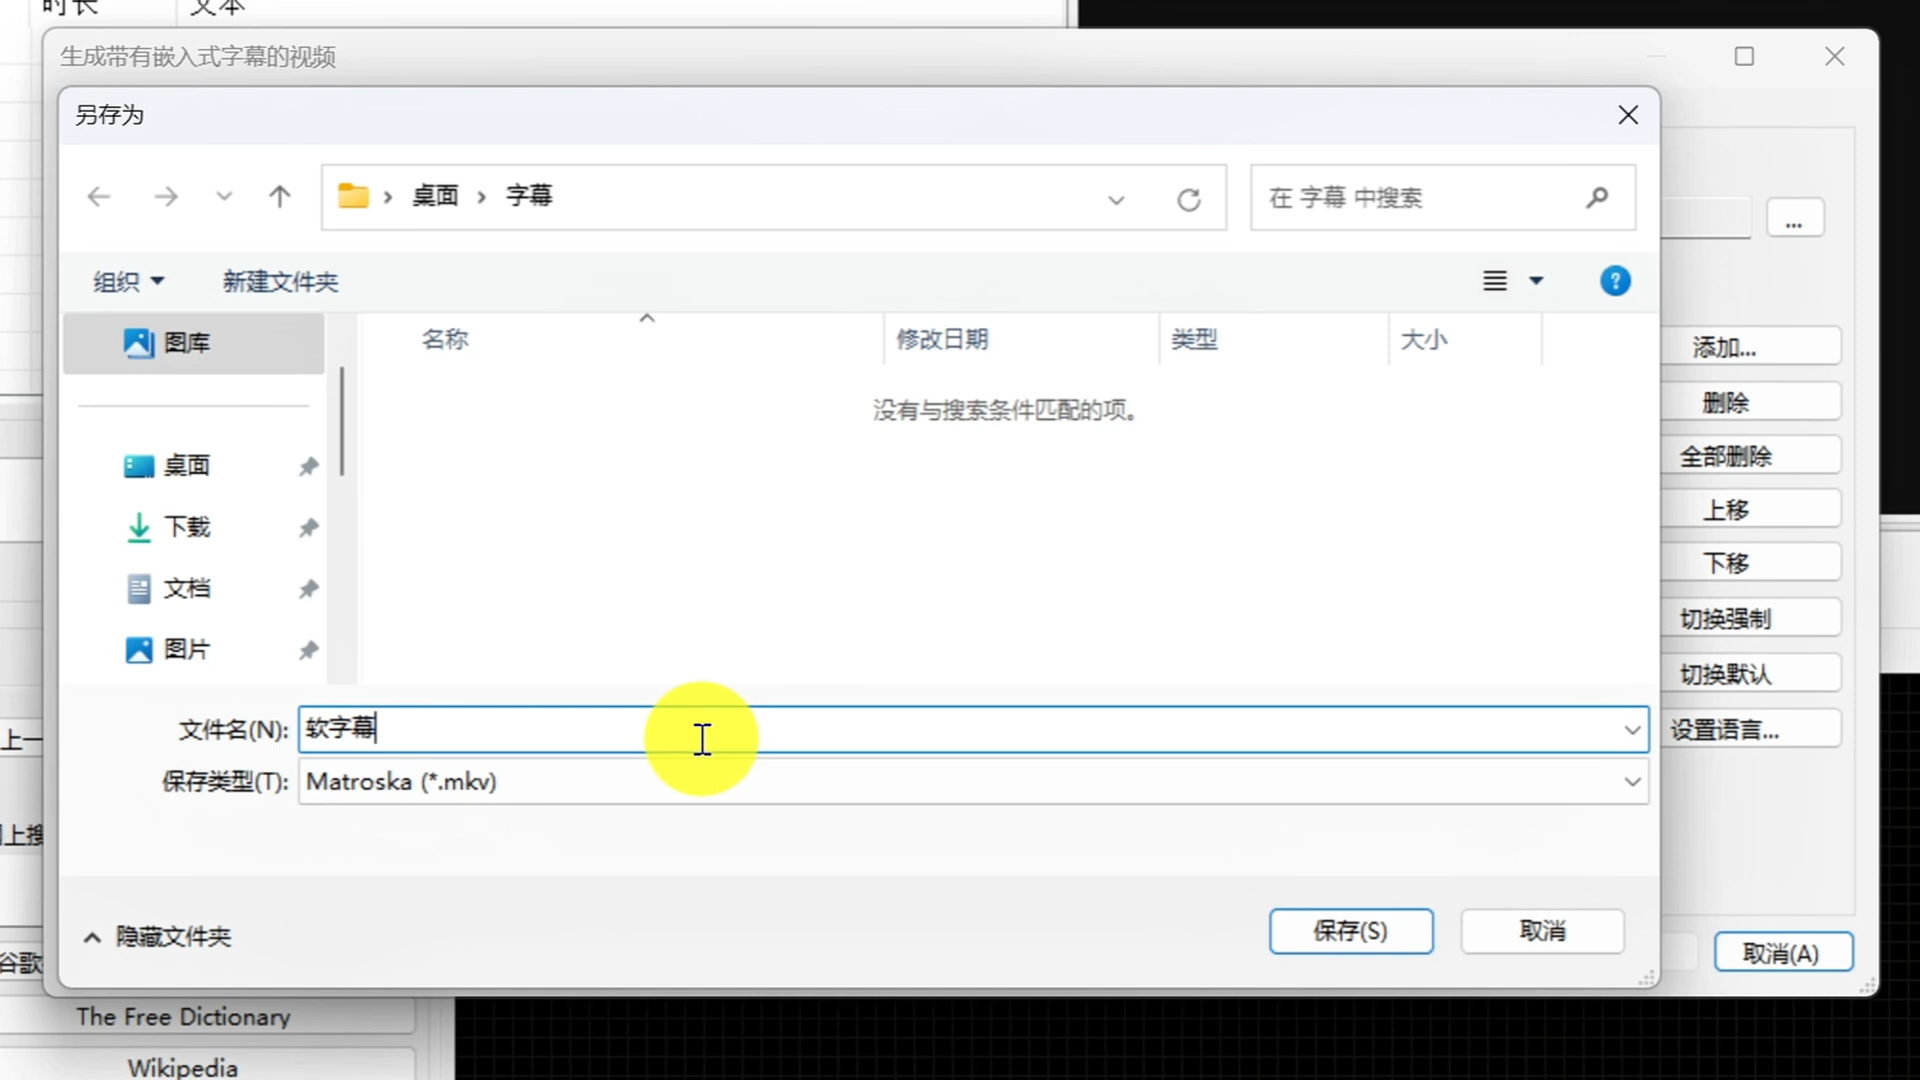 时长 文本
生成带有嵌入式字幕的视频
另存为
桌面 字幕
在 字幕 中搜索
...
组织 新建文件夹
?
图库
名称 修改日期 类型 大小
没有与搜索条件匹配的项。
桌面
下载
文档
图片
添加...
删除
全部删除
上移
下移
切换强制
切换默认
设置语言...
文件名(N): 软字幕
保存类型(T): Matroska (*.mkv)
上一
上搜
隐藏文件夹
保存(S) 取消
取消(A)
谷歌
The Free Dictionary
Wikipedia